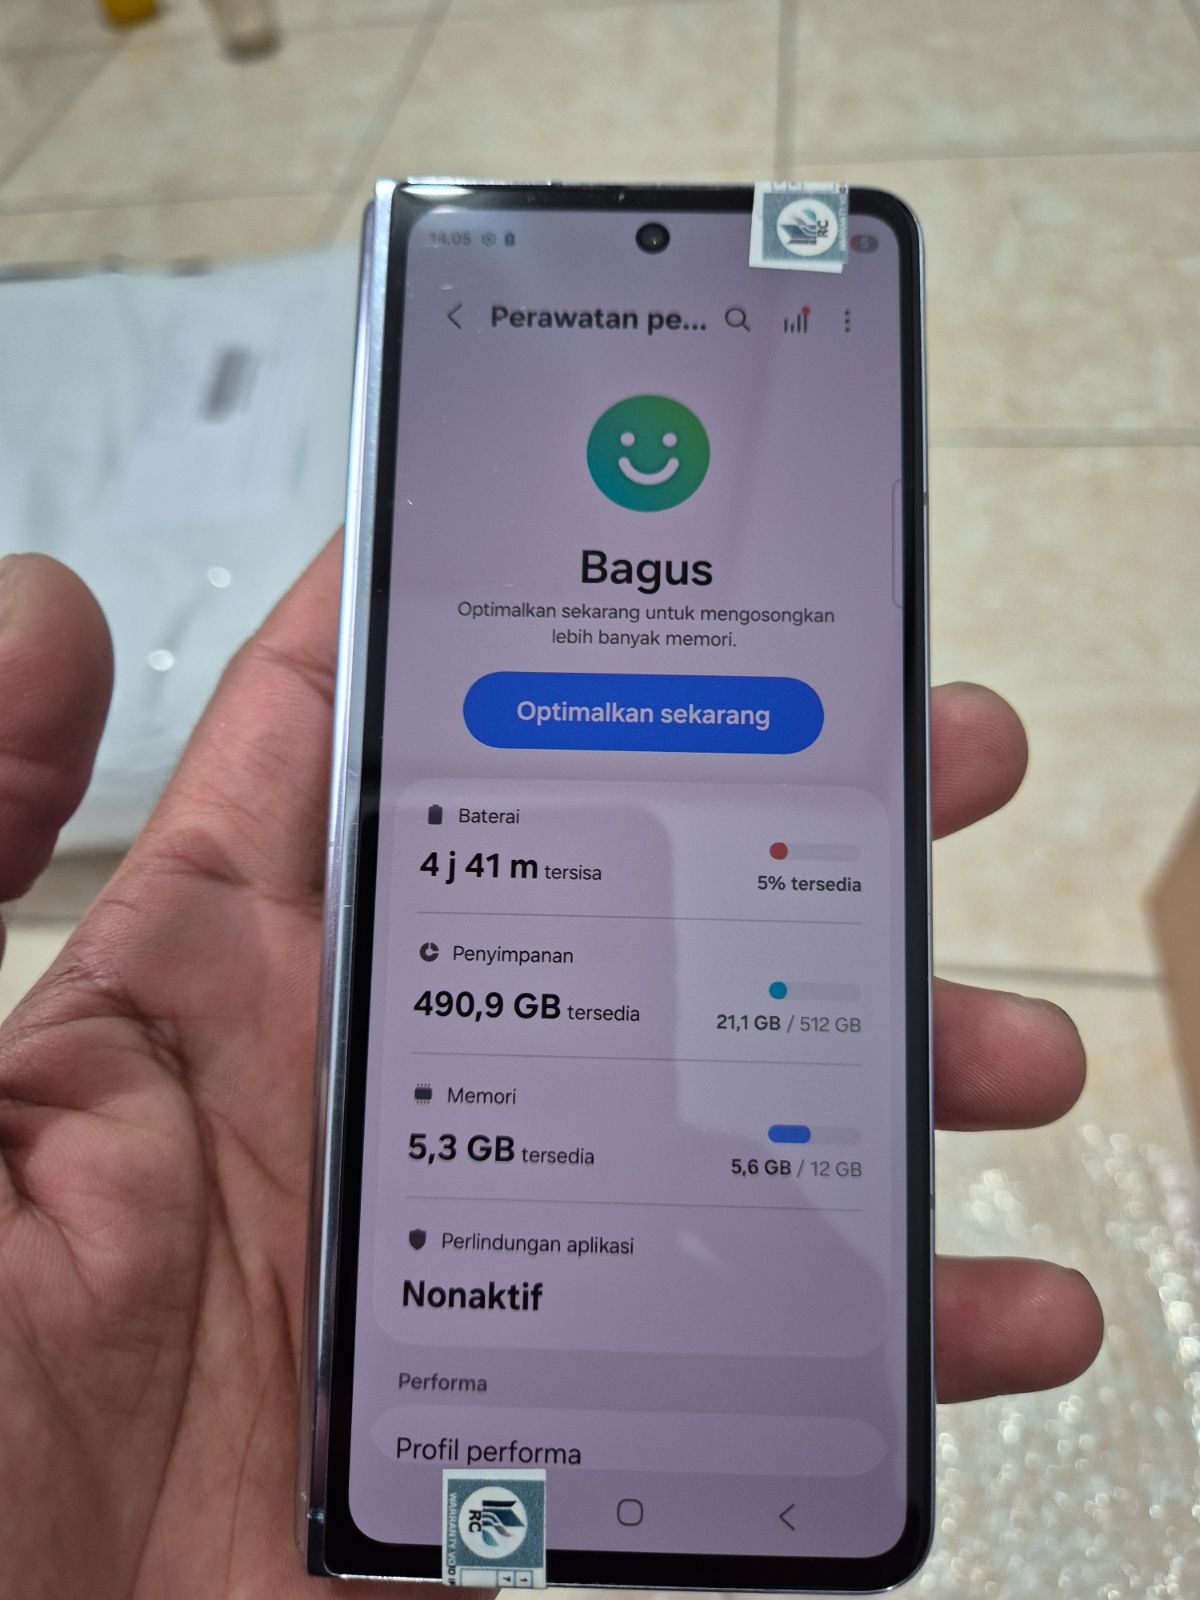 14.05
5
RC
Perawatan pe...
Bagus
Optimalkan sekarang untuk mengosongkan
lebih banyak memori.
Optimalkan sekarang
Baterai
4 j 41 m tersisa
5% tersedia
Penyimpanan
490,9 GB tersedia
21,1 GB / 512 GB
Memori
5,3 GB tersedia
5,6 GB / 12 GB
Perlindungan aplikasi
Nonaktif
Performa
Profil performa
RC
WARRANTY VOID